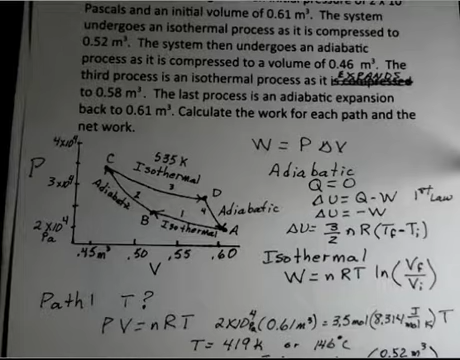 Pascals and an initial volume of 0.61 m³. The system
undergoes an isothermal process as it is compressed to
0.52 m³. The system then undergoes an adiabatic
process as it is compressed to a volume of 0.46 m³. The
third process is an isothermal process as it is EXPANDS
to 0.58 m³. The last process is an adiabatic expansion
back to 0.61 m³. Calculate the work for each path and the
net work.
W = P ΔV
4x10⁴
P
C
535 K
Isothermal
3
3x10⁴
Adiabatic
2
D
4
Adiabatic
B
1
Isothermal
A
2x10⁴
Pa
.45m³ .50 .55 .60
V
Adiabatic
Q = 0
ΔU = Q - W 1st Law
ΔU = -W
ΔU = 3/2 nR(Tf - Ti)
Isothermal
W = nRT ln(Vf/Vi)
Path 1 T?
PV = nRT 2x10⁴(0.61m³) = 3.5mol(8.314 J/mol K)T
T = 419K or 146°C
(0.52 m³)